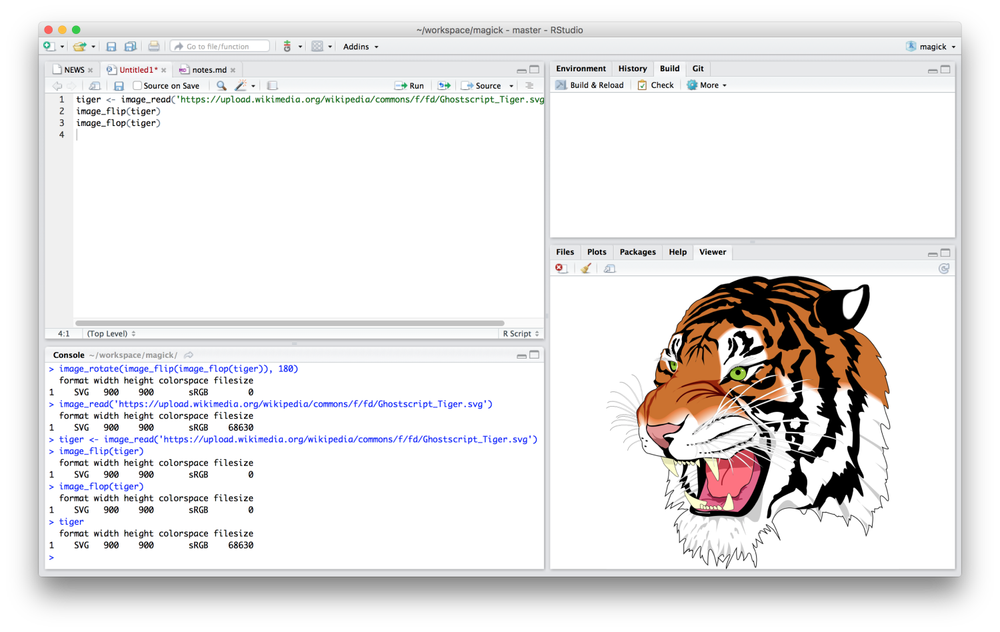 ~/workspace/magick - master - RStudio
Go to file/function
Addins
magick
NEWS
Untitled1*
notes.md
Source on Save
Run
Source
1 tiger <- image_read('https://upload.wikimedia.org/wikipedia/commons/f/fd/Ghostscript_Tiger.svg
2 image_flip(tiger)
3 image_flop(tiger)
4
4:1 (Top Level) R Script
Console ~/workspace/magick/
> image_rotate(image_flip(image_flop(tiger)), 180)
format width height colorspace filesize
1 SVG 900 900 sRGB 0
> image_read('https://upload.wikimedia.org/wikipedia/commons/f/fd/Ghostscript_Tiger.svg')
format width height colorspace filesize
1 SVG 900 900 sRGB 68630
> tiger <- image_read('https://upload.wikimedia.org/wikipedia/commons/f/fd/Ghostscript_Tiger.svg')
> image_flip(tiger)
format width height colorspace filesize
1 SVG 900 900 sRGB 0
> image_flop(tiger)
format width height colorspace filesize
1 SVG 900 900 sRGB 0
> tiger
format width height colorspace filesize
1 SVG 900 900 sRGB 68630
>
Environment History Build Git
Build & Reload Check More
Files Plots Packages Help Viewer